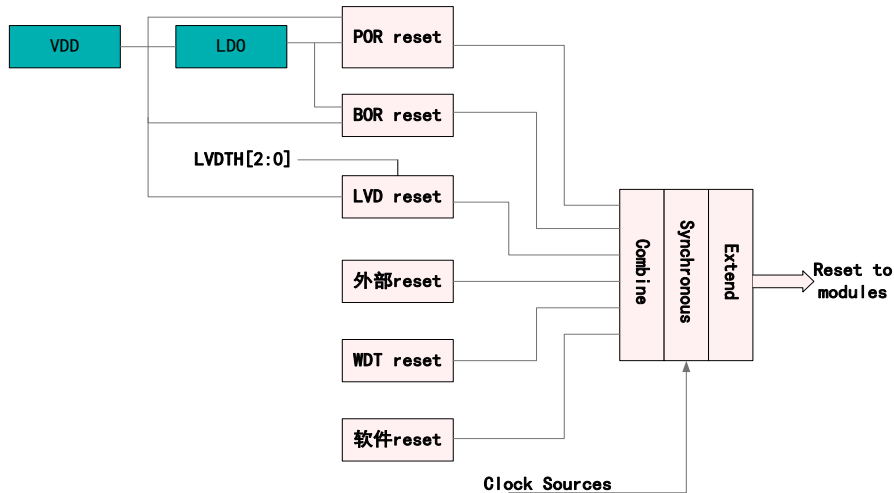 VDD
LDO
POR reset
BOR reset
LVDTH[2:0]
LVD reset
外部reset
WDT reset
软件reset
Combine
Synchronous
Extend
Reset to
modules
Clock Sources